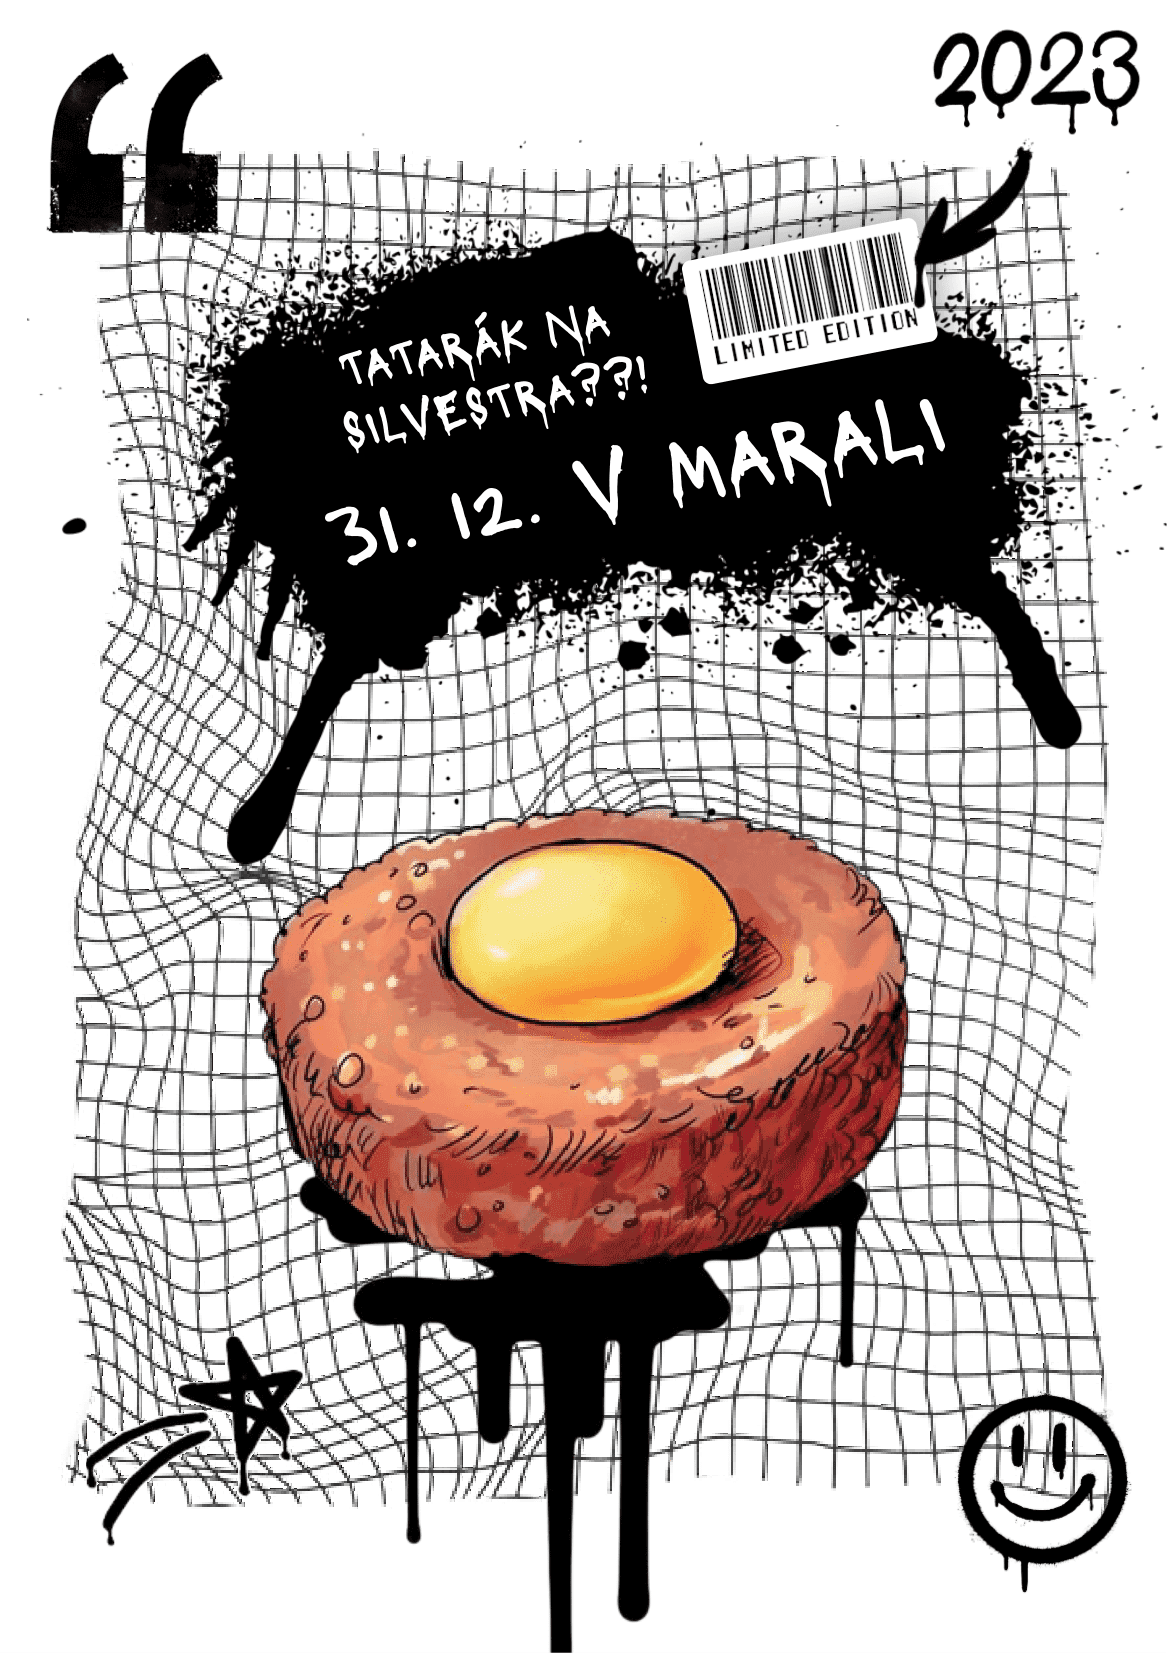 2023
LIMITED EDITION
TATARÁK NA
SILVESTRA??!
31. 12. V MARALI